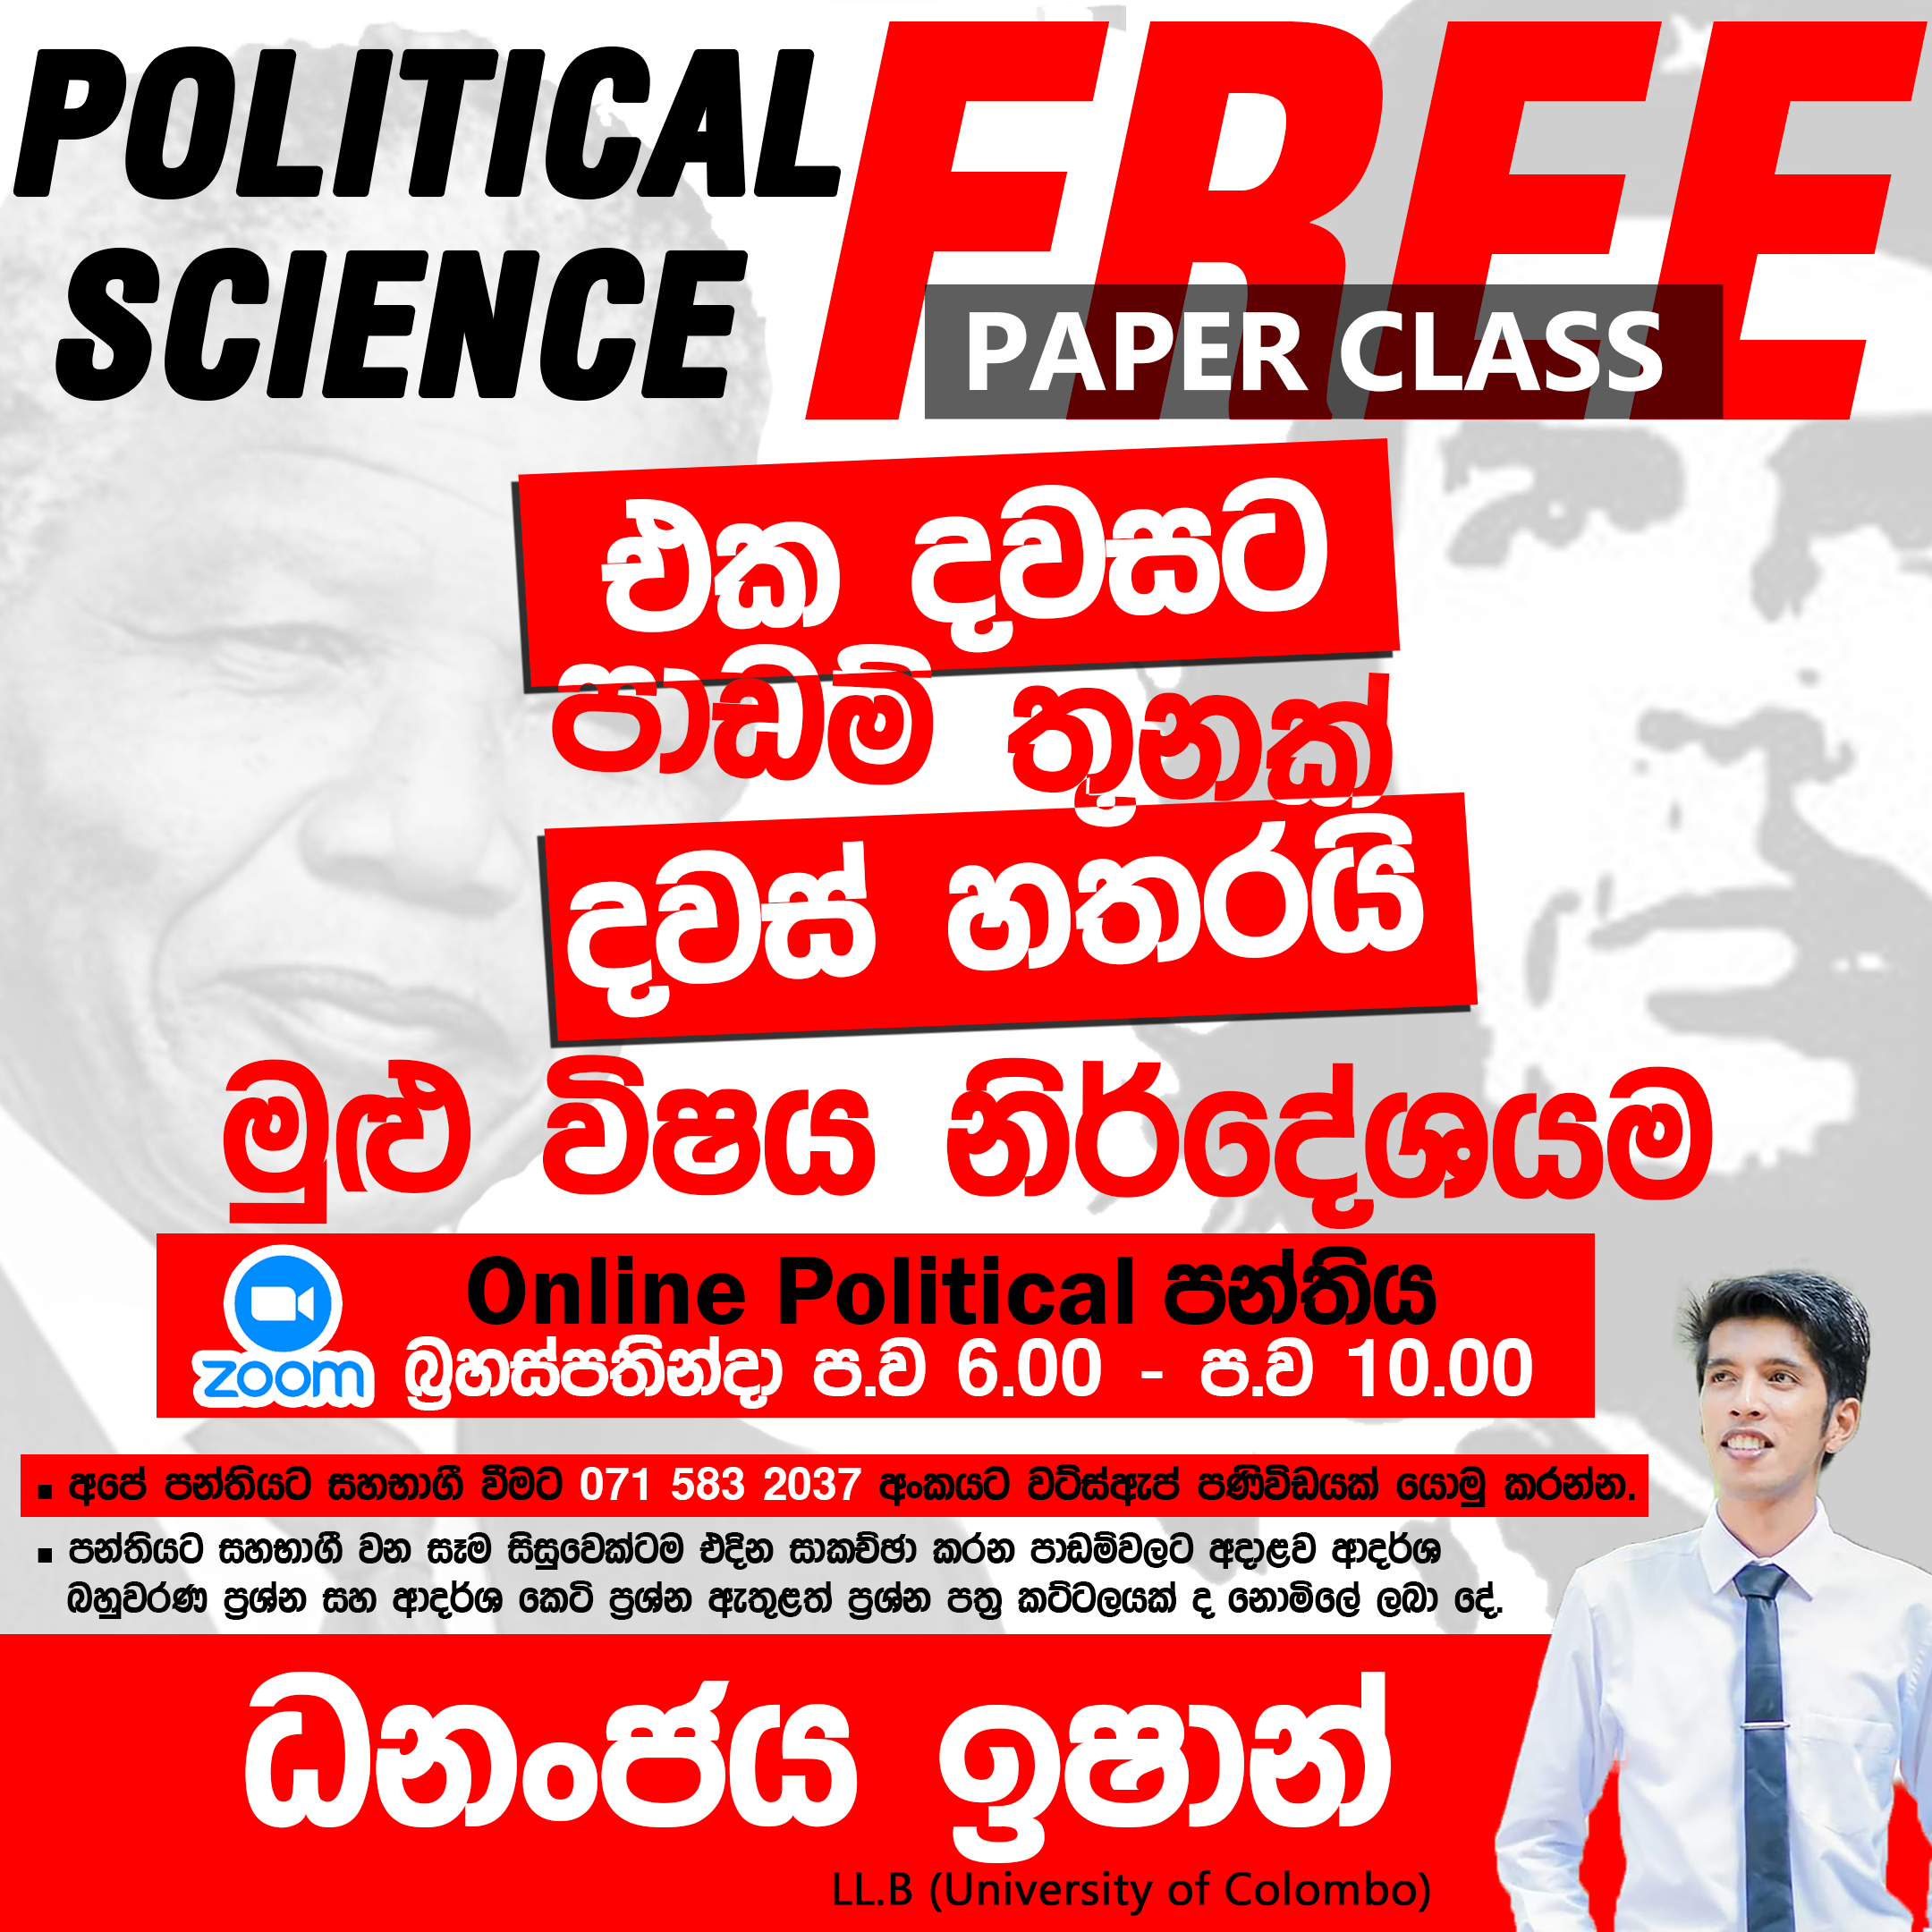 POLITICAL
SCIENCE
FREE
PAPER CLASS
එක දවසට
පාඩම් තුනක්
දවස් හතරයි
මුළු විෂය නිර්දේශයම
Online Political පන්තිය
zoom
බ්‍රහස්පතින්දා ප.ව 6.00 - ප.ව 10.00
▪ අපේ පන්තියට සහභාගී වීමට 071 583 2037 අංකයට වට්ස්ඇප් පණිවිඩයක් යොමු කරන්න.
▪ පන්තියට සහභාගී වන සෑම සිසුවෙක්ටම එදින සාකච්ඡා කරන පාඩම්වලට අදාළව ආදර්ශ
බහුවරණ ප්‍රශ්න සහ ආදර්ශ කෙටි ප්‍රශ්න ඇතුළත් ප්‍රශ්න පත්‍ර කට්ටලයක් ද නොමිලේ ලබා දේ.
ධනංජය ඉෂාන්
LL.B (University of Colombo)